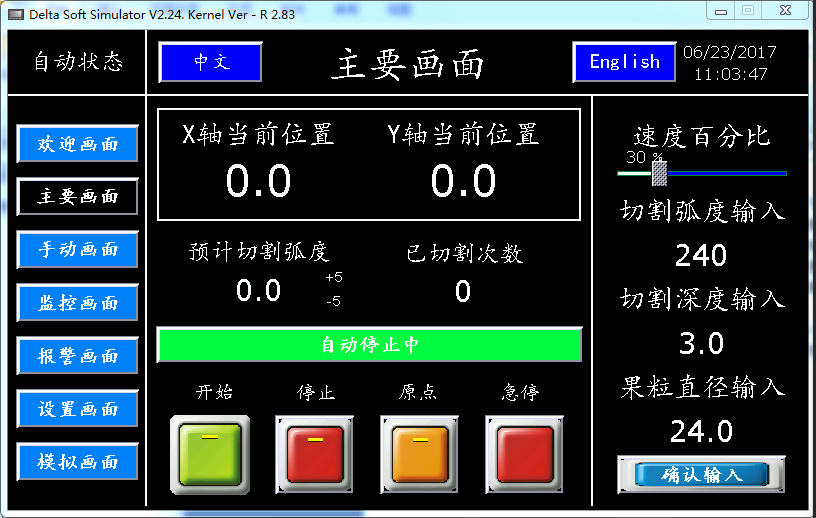 Delta Soft Simulator V2.24. Kernel Ver - R 2.83
自动状态
中文
主要画面
English
06/23/2017
11:03:47
欢迎画面
主要画面
手动画面
监控画面
报警画面
设置画面
模拟画面
X轴当前位置
Y轴当前位置
0.0
0.0
预计切割弧度
已切割次数
0.0
+5
-5
0
自动停止中
开始
停止
原点
急停
速度百分比
30 %
切割弧度输入
240
切割深度输入
3.0
果粒直径输入
24.0
确认输入